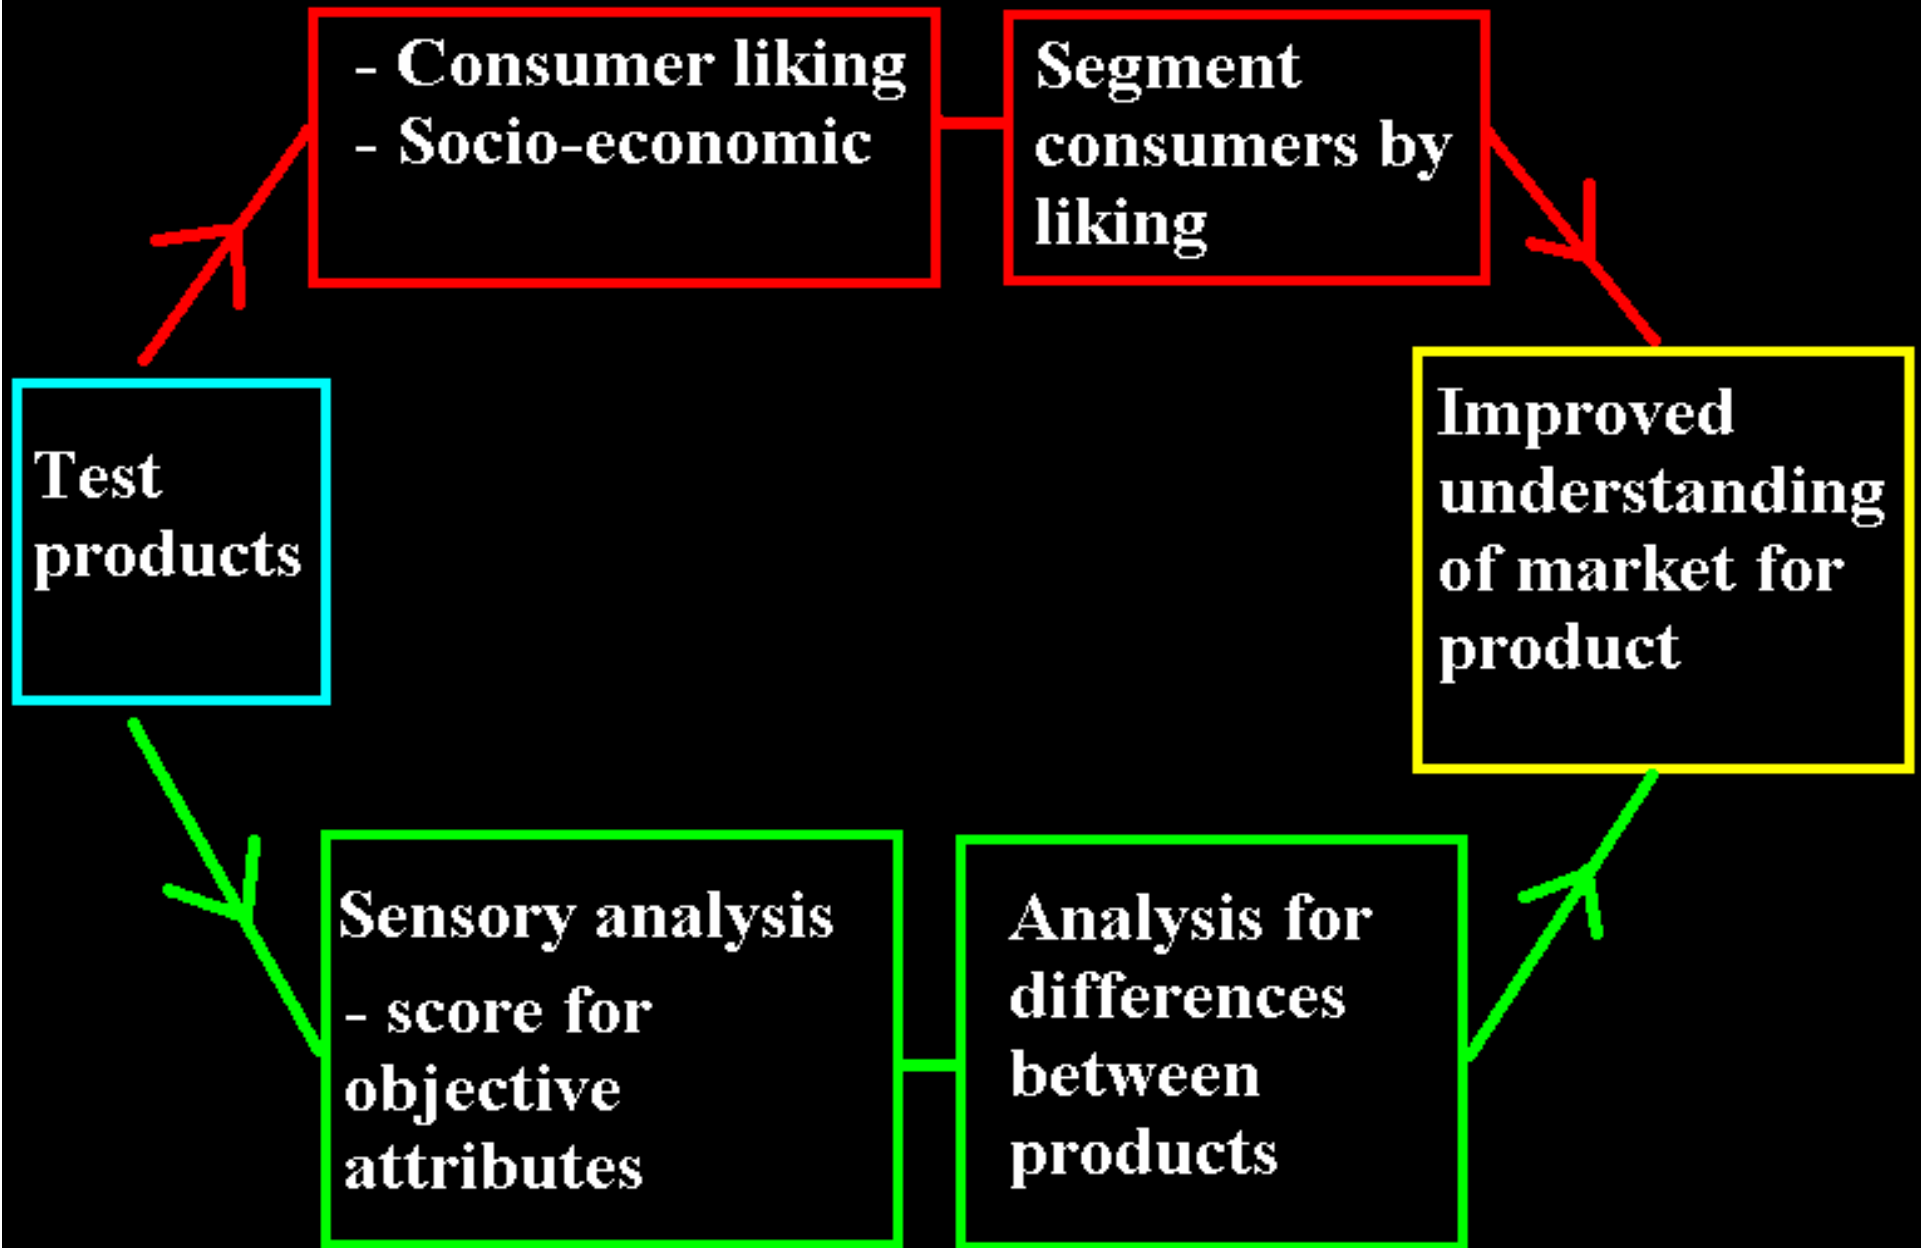 - Consumer liking
- Socio-economic
Segment
consumers by
liking
Test
products
Improved
understanding
of market for
product
Sensory analysis
- score for
objective
attributes
Analysis for
differences
between
products